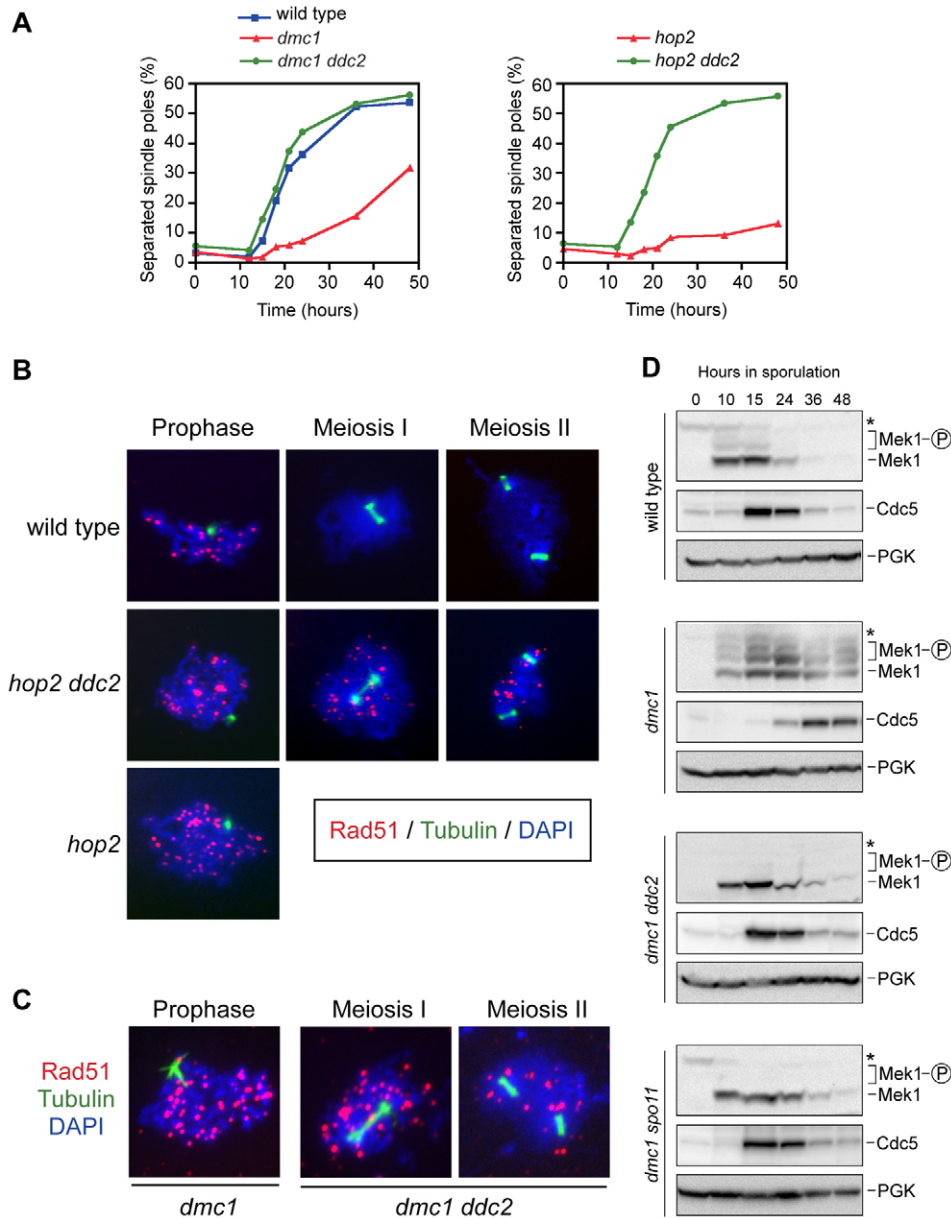 A
wild type
dmc1
dmc1 ddc2
Separated spindle poles (%)
60
50
40
30
20
10
0
0 10 20 30 40 50
Time (hours)
hop2
hop2 ddc2
Separated spindle poles (%)
60
50
40
30
20
10
0
0 10 20 30 40 50
Time (hours)
B
Prophase Meiosis I Meiosis II
wild type
hop2 ddc2
hop2
Rad51 / Tubulin / DAPI
C
Prophase Meiosis I Meiosis II
Rad51
Tubulin
DAPI
dmc1 dmc1 ddc2
D
Hours in sporulation
0 10 15 24 36 48
wild type
*
Mek1-Ⓟ
-Mek1
-Cdc5
-PGK
dmc1
*
Mek1-Ⓟ
-Mek1
-Cdc5
-PGK
dmc1 ddc2
*
Mek1-Ⓟ
-Mek1
-Cdc5
-PGK
dmc1 spo11
*
Mek1-Ⓟ
-Mek1
-Cdc5
-PGK